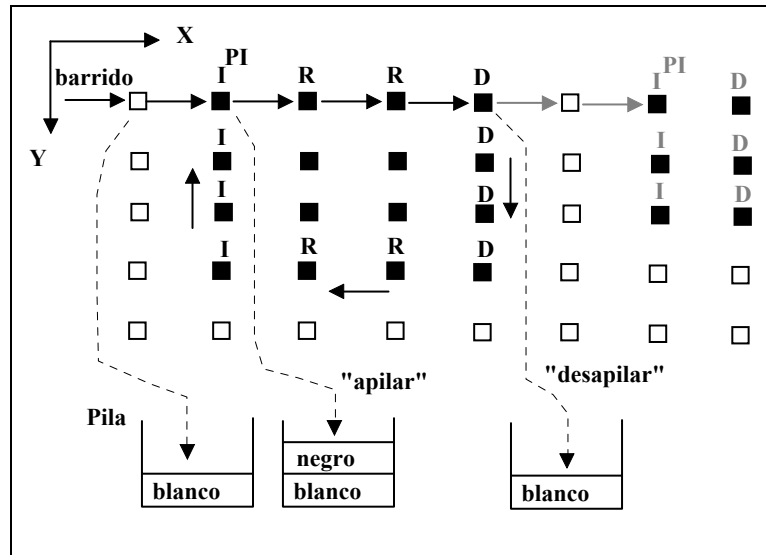 X
PI PI
I R R D I D
barrido
Y
D I D
I D I D
I R R D
"apilar" "desapilar"
Pila
negro
blanco blanco blanco